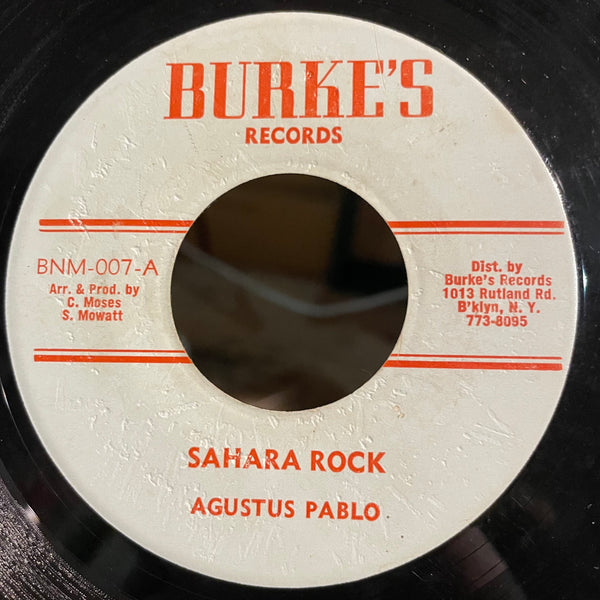 BURKE'S
RECORDS
BNM-007-A
Arr. & Prod. by
C. Moses
S. Mowatt
Dist. by
Burke's Records
1013 Rutland Rd.
B'klyn, N. Y.
773-8095
SAHARA ROCK
AGUSTUS PABLO